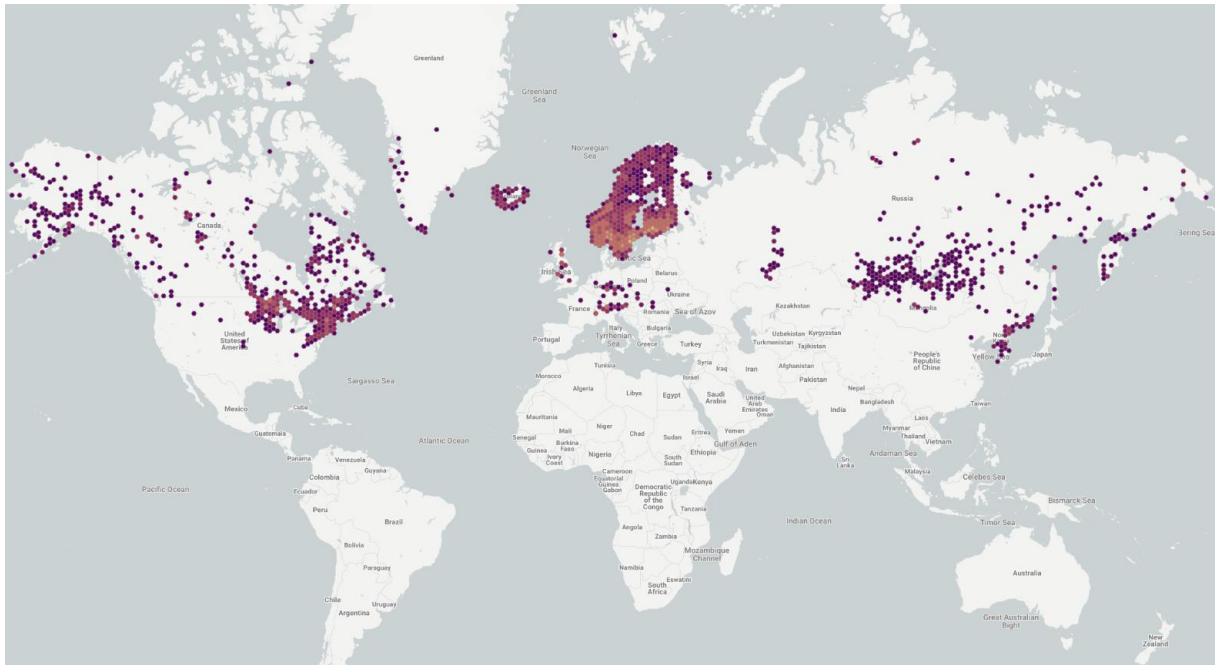 Greenland
Greenland
Sea
Norwegian
Sea
Russia
Bering Sea
Canada
Irish Sea
Belarus
Poland
Ukraine
France
Romania
Kazakhstan
Mongolia
Sea of Azov
Bulgaria
Italy
Tyrrhenian
Sea
Greece
Turkey
Uzbekistan
Kyrgyzstan
Turkmenistan
Tajikistan
Portugal
United
States of
America
People's
Republic
of China
Yellow Sea
Japan
Syria
Iraq
Iran
Afghanistan
Pakistan
Tunisia
Israel
Morocco
Sargasso Sea
Algeria
Libya
Egypt
Saudi
Arabia
United
Arab
Emirates
Oman
Nepal
Bangladesh
India
Taiwan
Mexico
Cuba
Mauritania
Mali
Niger
Chad
Sudan
Eritrea
Yemen
Gulf of Aden
Myanmar
Laos
Thailand
Vietnam
Guatemala
Atlantic Ocean
Senegal
Guinea
Burkina
Faso
Ivory
Coast
Nigeria
South
Sudan
Ethiopia
Andaman Sea
Sri
Lanka
Panama
Venezuela
Guyana
Colombia
Cameroon
Equatorial
Guinea
Gabon
Uganda
Kenya
Malaysia
Celebes Sea
Pacific Ocean
Ecuador
Democratic
Republic
of the
Congo
Bismarck Sea
Peru
Brazil
Tanzania
Indian Ocean
Timor Sea
Angola
Zambia
Bolivia
Mozambique
Channel
Paraguay
Namibia
Eswatini
Australia
South
Africa
Chile
Uruguay
Argentina
Great Australian
Bight
New
Zealand